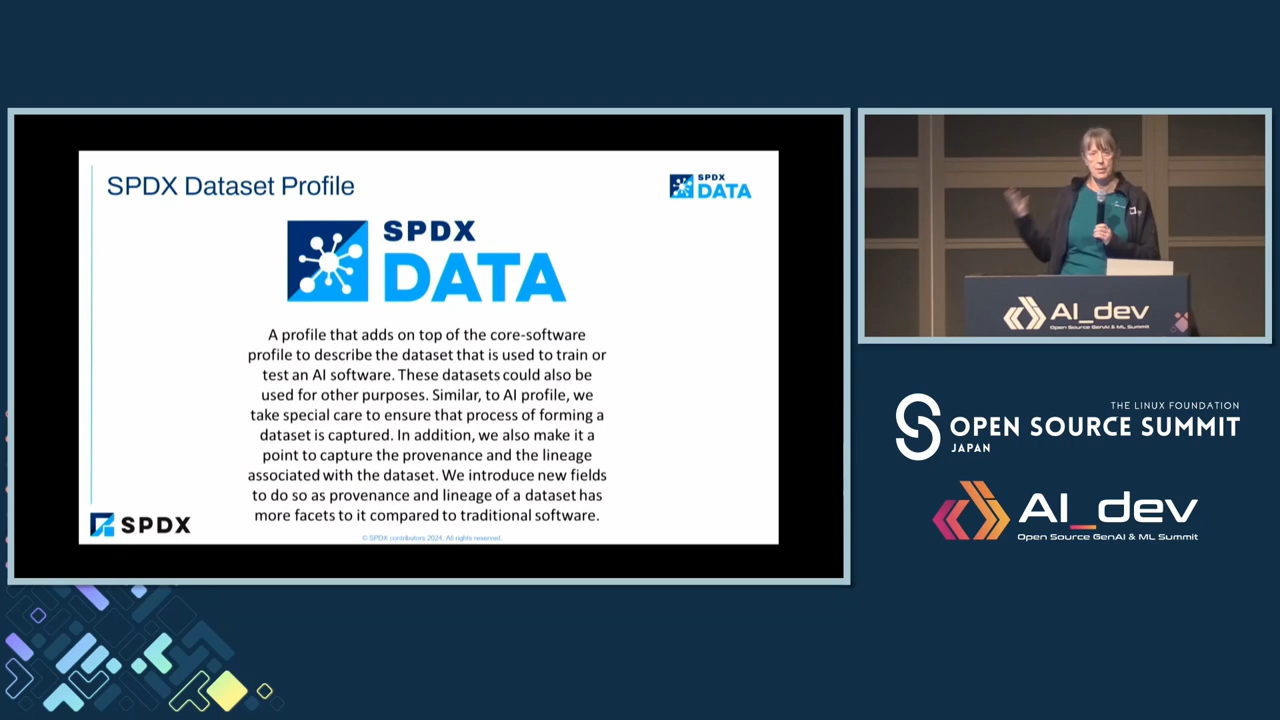 SPDX Dataset Profile
SPDX
DATA
SPDX
DATA
A profile that adds on top of the core-software
profile to describe the dataset that is used to train or
test an AI software. These datasets could also be
used for other purposes. Similar, to AI profile, we
take special care to ensure that process of forming a
dataset is captured. In addition, we also make it a
point to capture the provenance and the lineage
associated with the dataset. We introduce new fields
to do so as provenance and lineage of a dataset has
more facets to it compared to traditional software.
SPDX
© SPDX contributors 2024. All rights reserved.
AI_dev
Open Source GenAI & ML Summit
THE LINUX FOUNDATION
OPEN SOURCE SUMMIT
JAPAN
AI_dev
Open Source GenAI & ML Summit